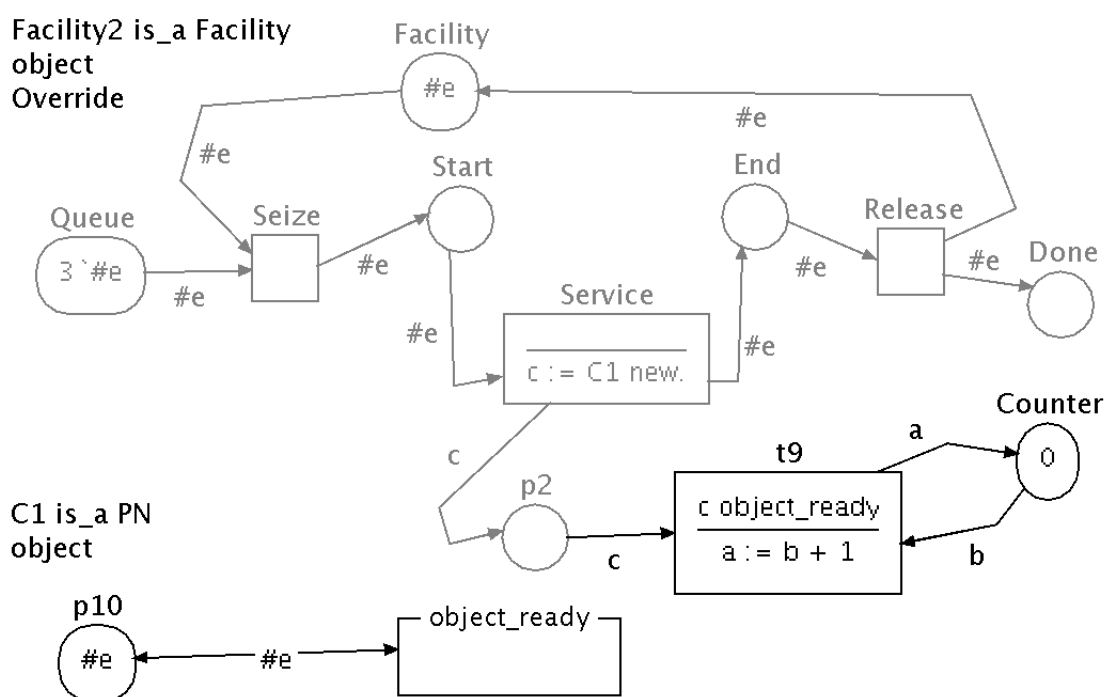 Facility2 is_a Facility
object
Override
Facility
#e
#e
#e
Start
End
Queue
Seize
Release
Done
3`#e
#e
#e
#e
#e
Service
#e
c := C1 new.
#e
c
p2
Counter
a
0
t9
c object_ready
a := b + 1
c
b
C1 is_a PN
object
p10
#e
#e
object_ready